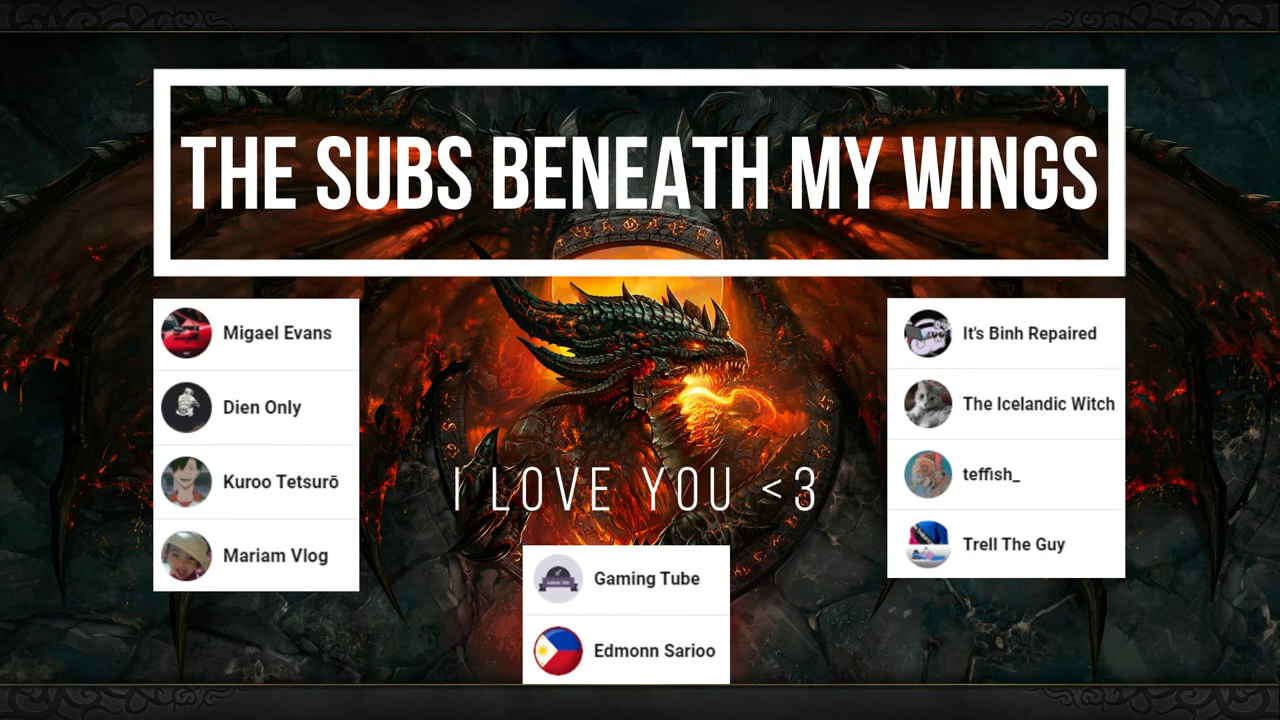 THE SUBS BENEATH MY WINGS
Migael Evans
Dien Only
Kuroo Tetsurō
Mariam Vlog
It's Binh Repaired
The Icelandic Witch
teffish_
Trell The Guy
I LOVE YOU <3
Gaming Tube
Edmonn Sarioo